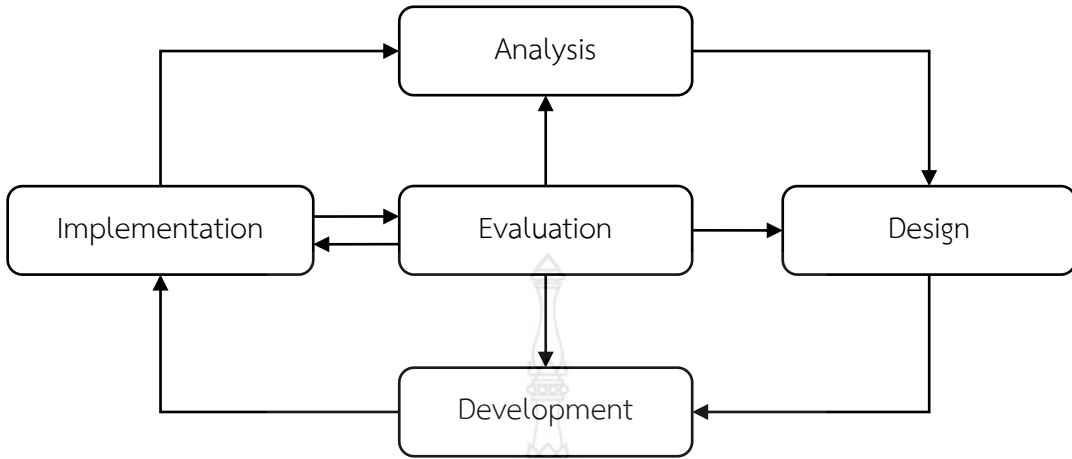 Analysis
Implementation
Evaluation
Design
Development